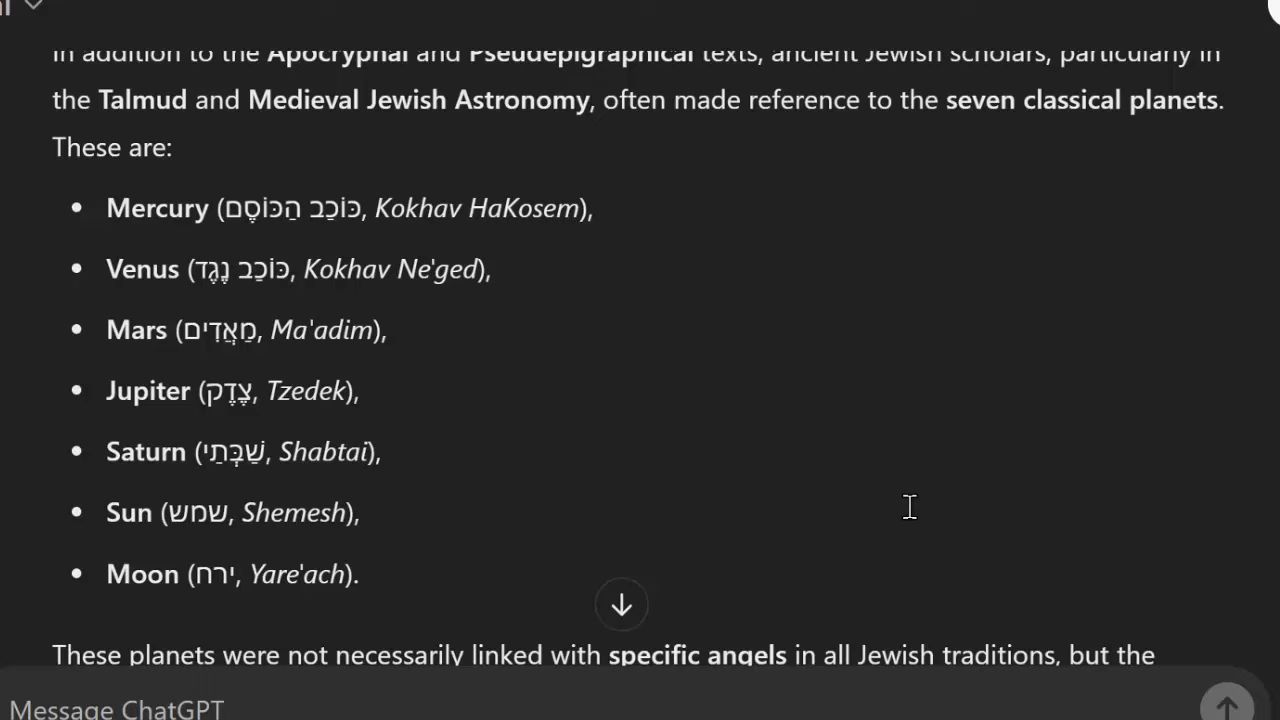 In addition to the Apocryphal and Pseudepigraphical texts, ancient Jewish scholars, particularly in
the Talmud and Medieval Jewish Astronomy, often made reference to the seven classical planets.
These are:
• Mercury (כּוֹכַב הַכּוֹסֶם, Kokhav HaKosem),
• Venus (כּוֹכַב נֶגֶד, Kokhav Ne'ged),
• Mars (מַאֲדִים, Ma'adim),
• Jupiter (צֶדֶק, Tzedek),
• Saturn (שַׁבְּתַי, Shabtai),
• Sun (שמש, Shemesh),
• Moon (ירח, Yare'ach).
These planets were not necessarily linked with specific angels in all Jewish traditions, but the
Message ChatGPT